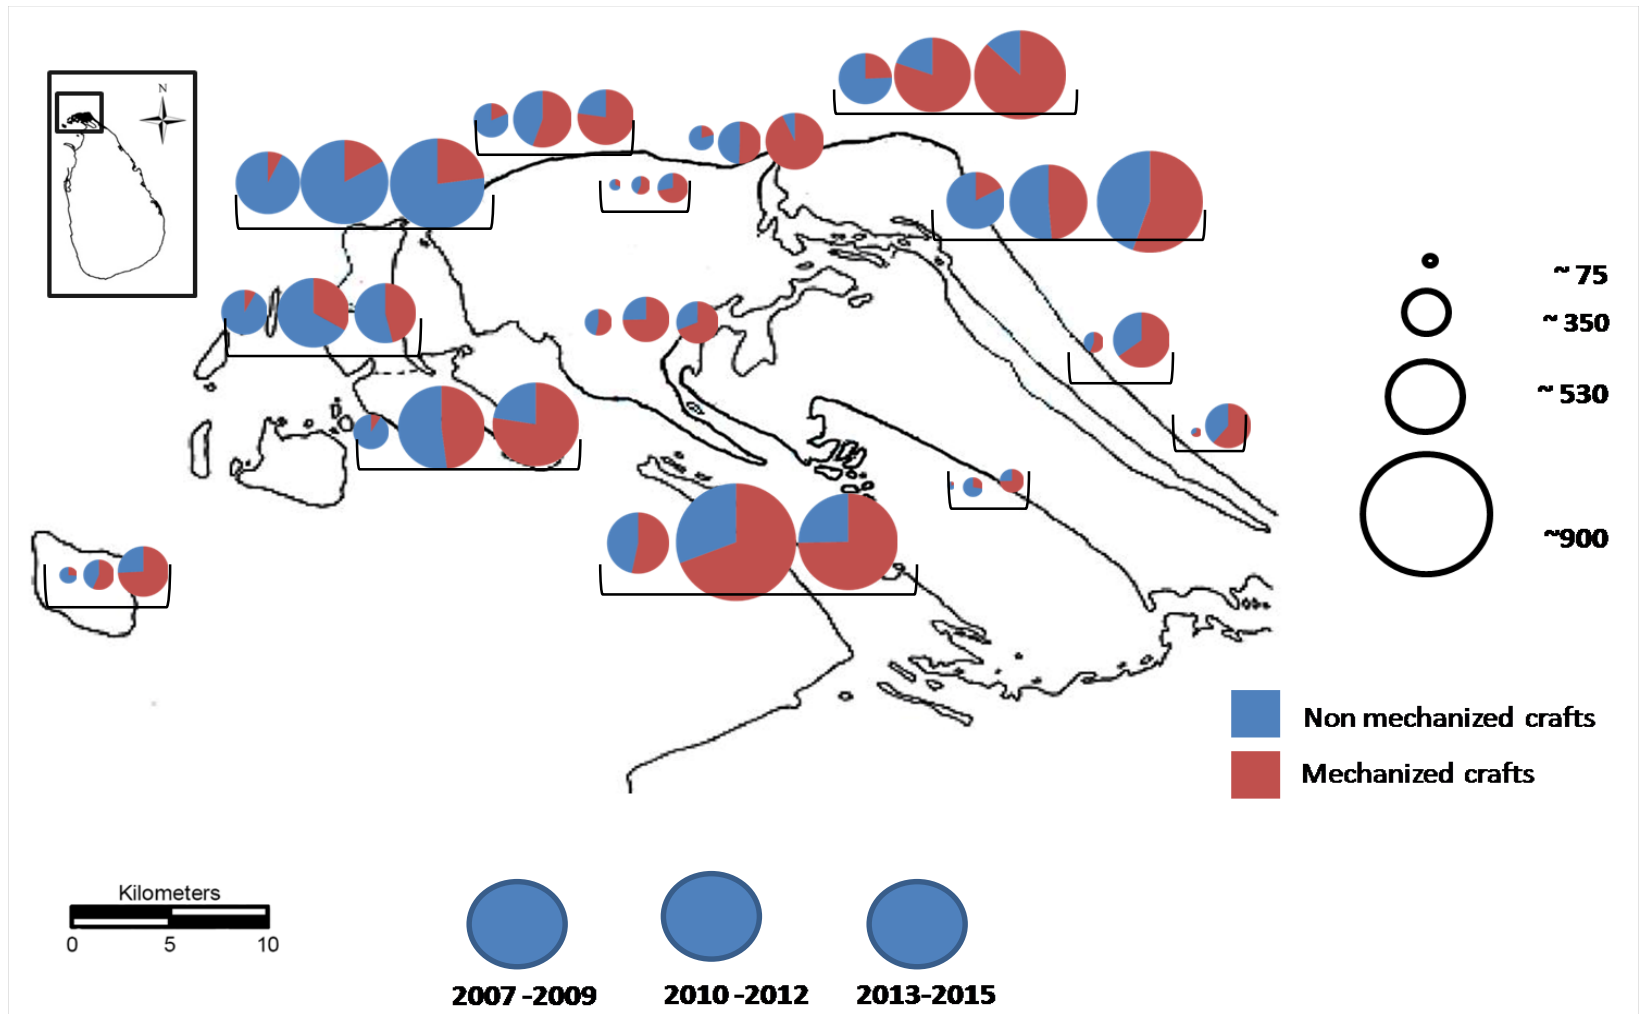 N
~ 75
~ 350
~ 530
~900
Non mechanized crafts
Mechanized crafts
Kilometers
0 5 10
2007 -2009 2010 -2012 2013-2015